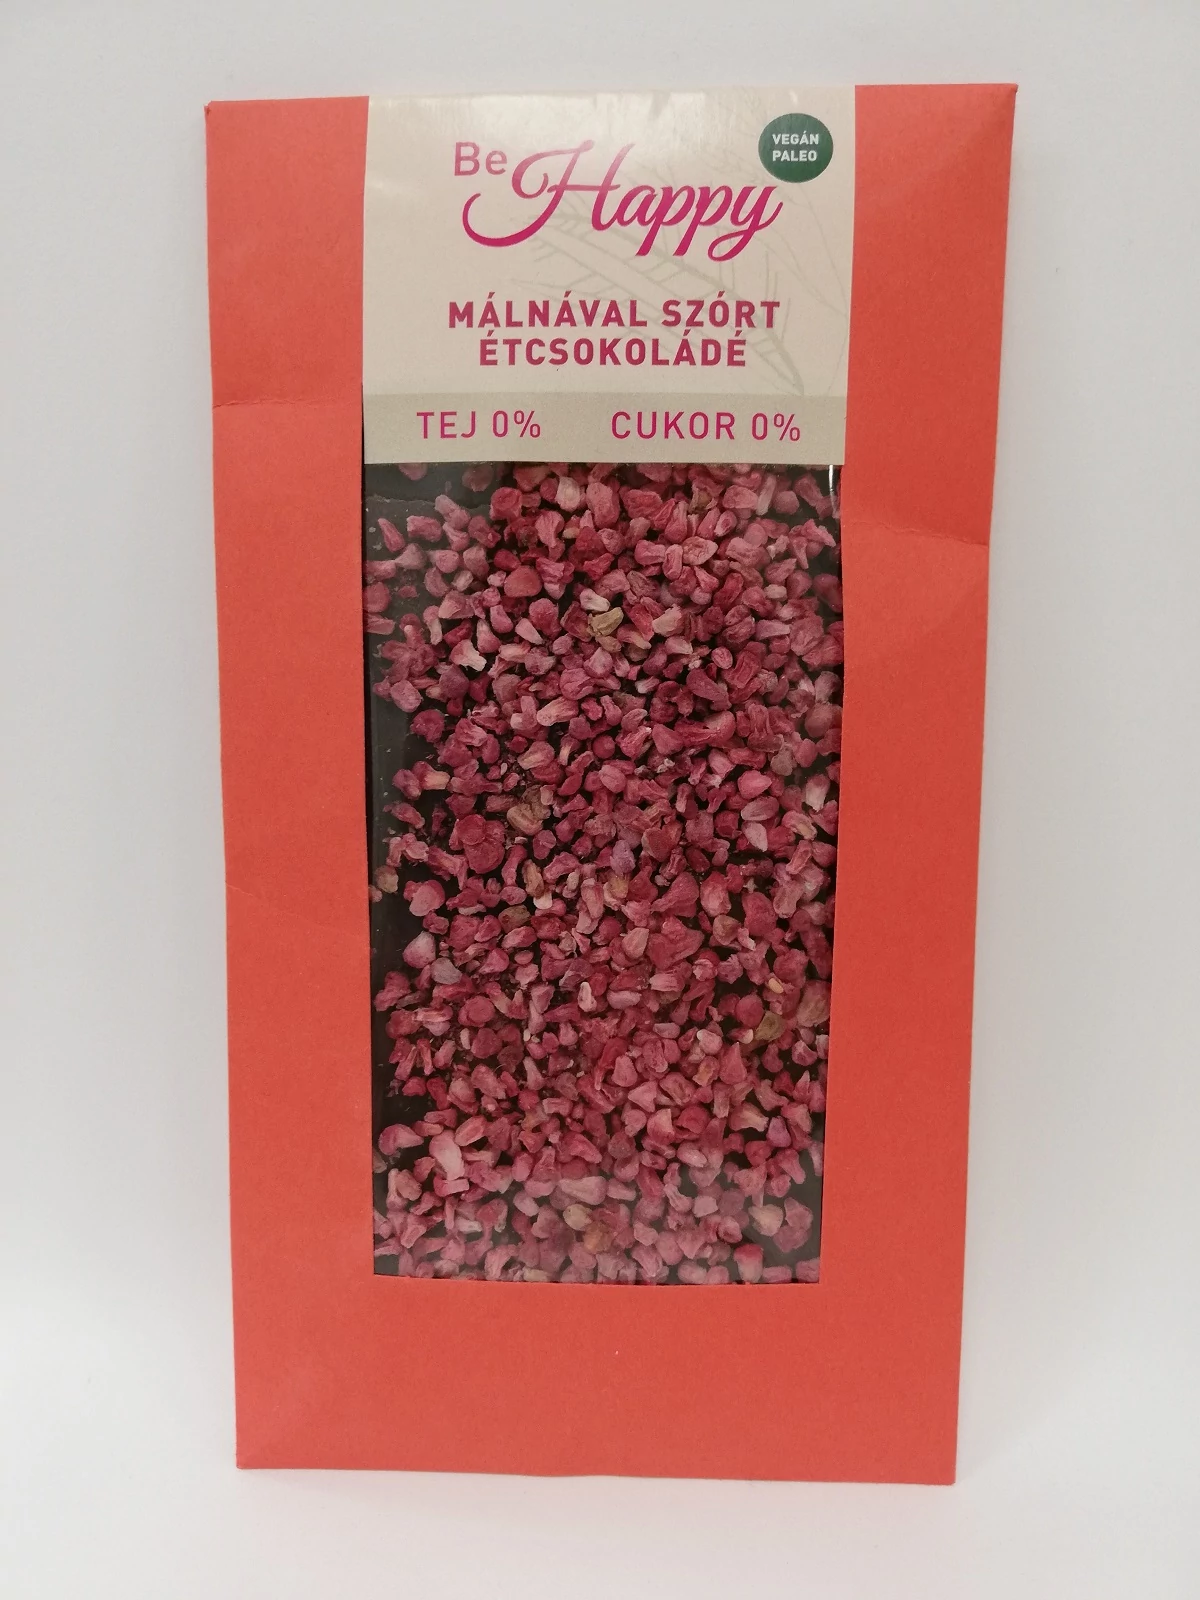 Be Happy
VEGÁN
PALEO
MÁLNÁVAL SZÓRT
ÉTCSOKOLÁDÉ
TEJ 0% CUKOR 0%